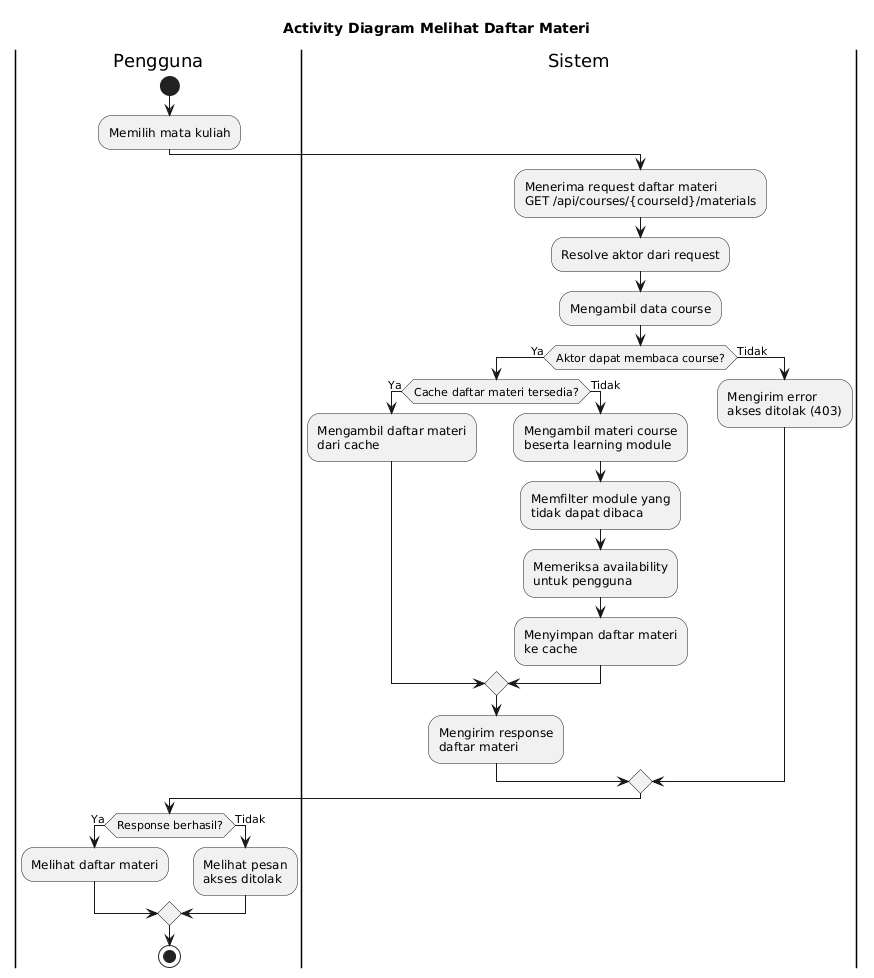 Activity Diagram Melihat Daftar Materi
Pengguna
Sistem
Memilih mata kuliah
Menerima request daftar materi
GET /api/courses/{courseId}/materials
Resolve aktor dari request
Mengambil data course
Ya
Aktor dapat membaca course?
Tidak
Ya
Cache daftar materi tersedia?
Tidak
Mengirim error
akses ditolak (403)
Mengambil daftar materi
dari cache
Mengambil materi course
beserta learning module
Memfilter module yang
tidak dapat dibaca
Memeriksa availability
untuk pengguna
Menyimpan daftar materi
ke cache
Mengirim response
daftar materi
Ya
Response berhasil?
Tidak
Melihat daftar materi
Melihat pesan
akses ditolak